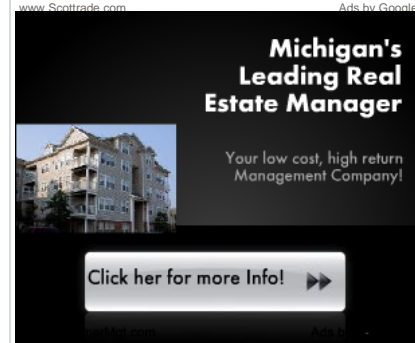 www.Scottrade.com Ads by Google
Michigan's
Leading Real
Estate Manager
Your low cost, high return
Management Company!
Click her for more Info!
Ads